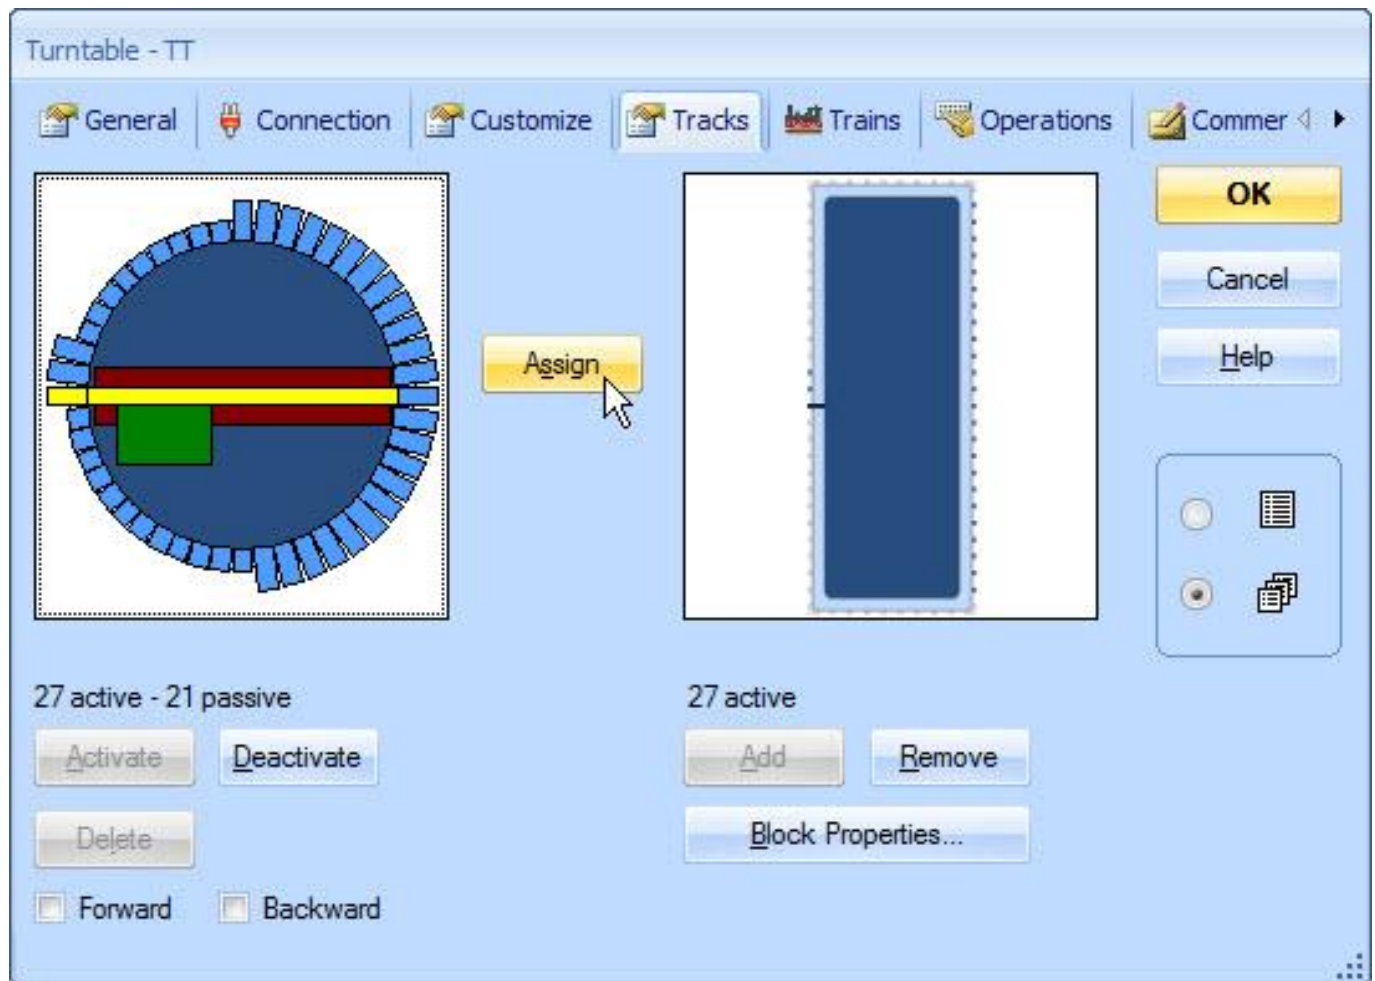 Turntable - TT
General Connection Customize Tracks Trains Operations Commer
OK
Cancel
Assign
Help
27 active - 21 passive
27 active
Activate Deactivate
Add Remove
Delete
Block Properties...
Forward Backward